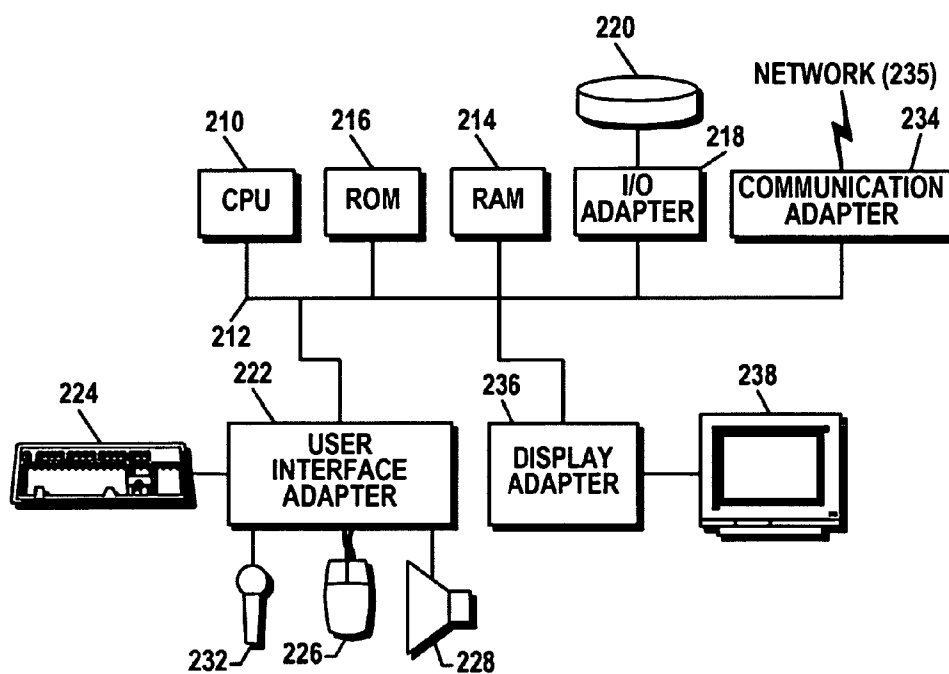 220
NETWORK (235)
210
216
214
218
234
CPU
ROM
RAM
I/O
ADAPTER
COMMUNICATION
ADAPTER
212
224
222
236
238
USER
INTERFACE
ADAPTER
DISPLAY
ADAPTER
232
226
228